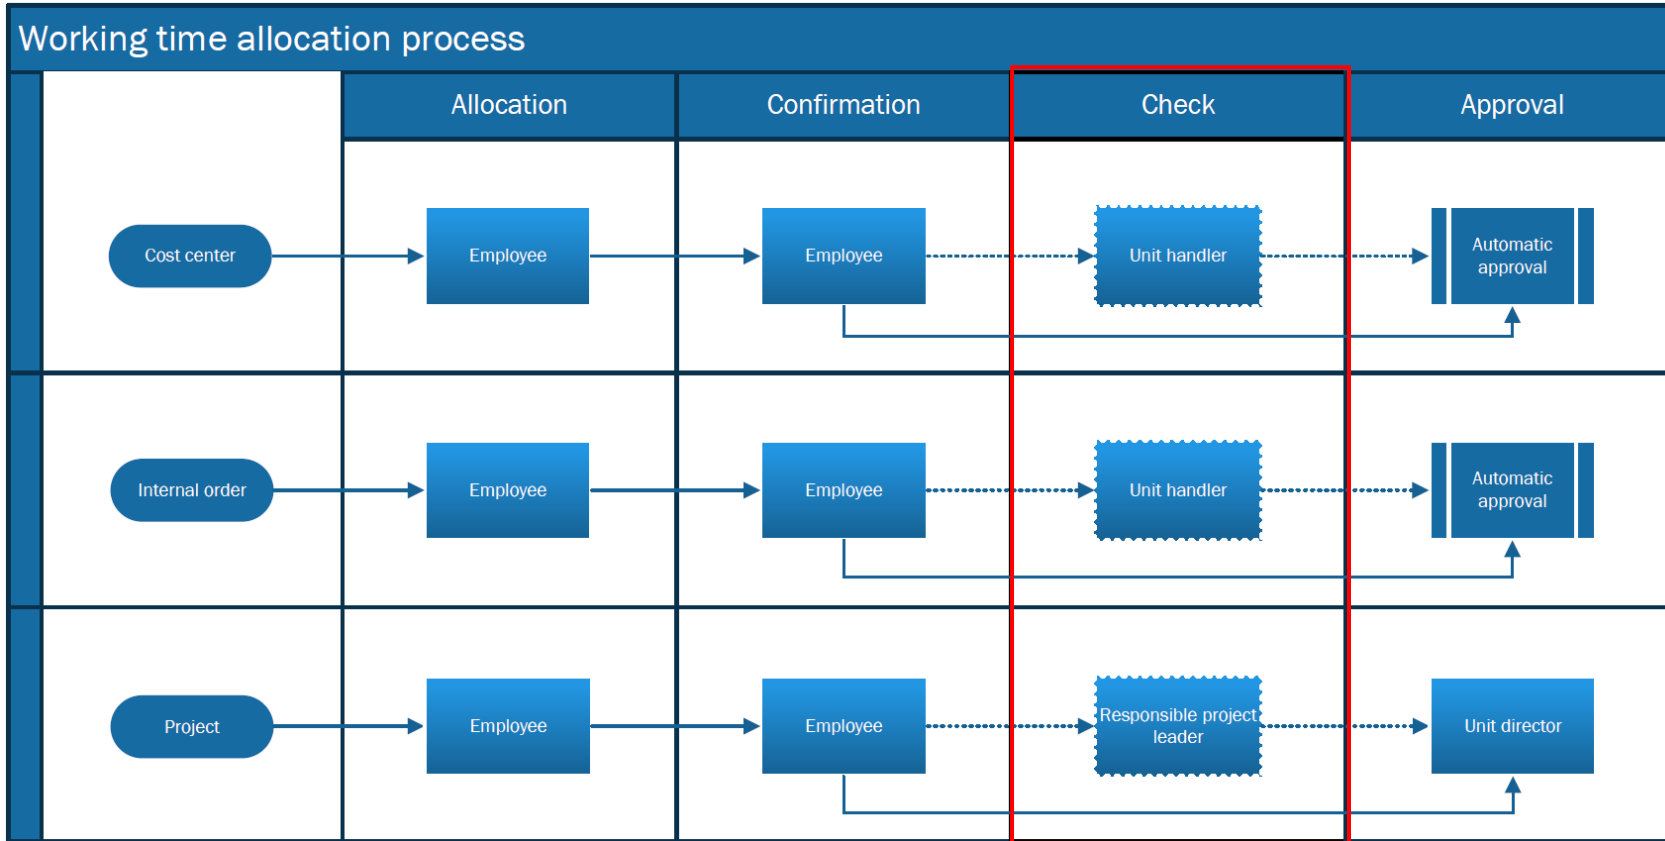 Working time allocation process
Allocation
Confirmation
Check
Approval
Cost center
Employee
Employee
Unit handler
Automatic
approval
Internal order
Employee
Employee
Unit handler
Automatic
approval
Project
Employee
Employee
Responsible project
leader
Unit director